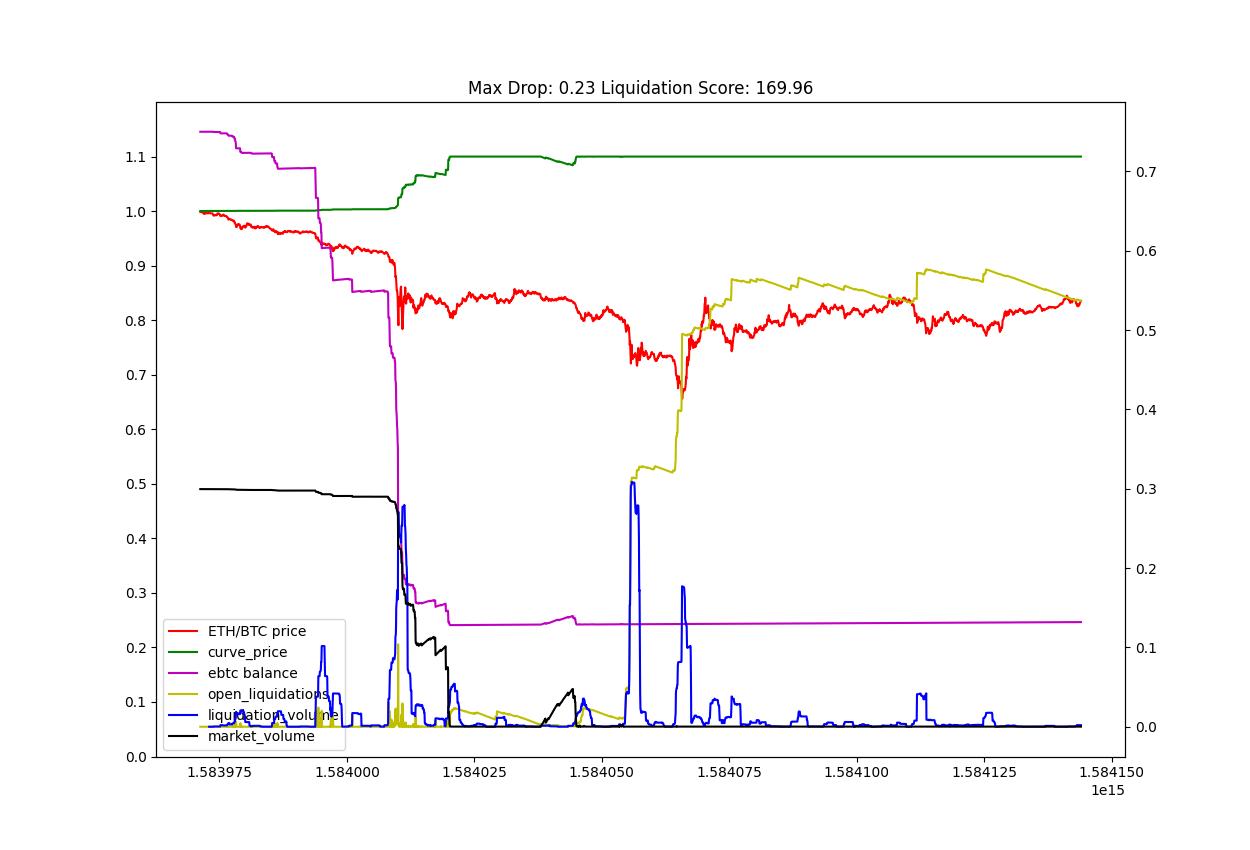 Max Drop: 0.23 Liquidation Score: 169.96
1.1
1.0
0.9
0.8
0.7
0.6
0.5
0.4
0.3
0.2
0.1
0.0
0.7
0.6
0.5
0.4
0.3
0.2
0.1
0.0
ETH/BTC price
curve_price
ebtc balance
open_liquidations
liquidation_volume
market_volume
1.583975 1.584000 1.584025 1.584050 1.584075 1.584100 1.584125 1.584150
1e15